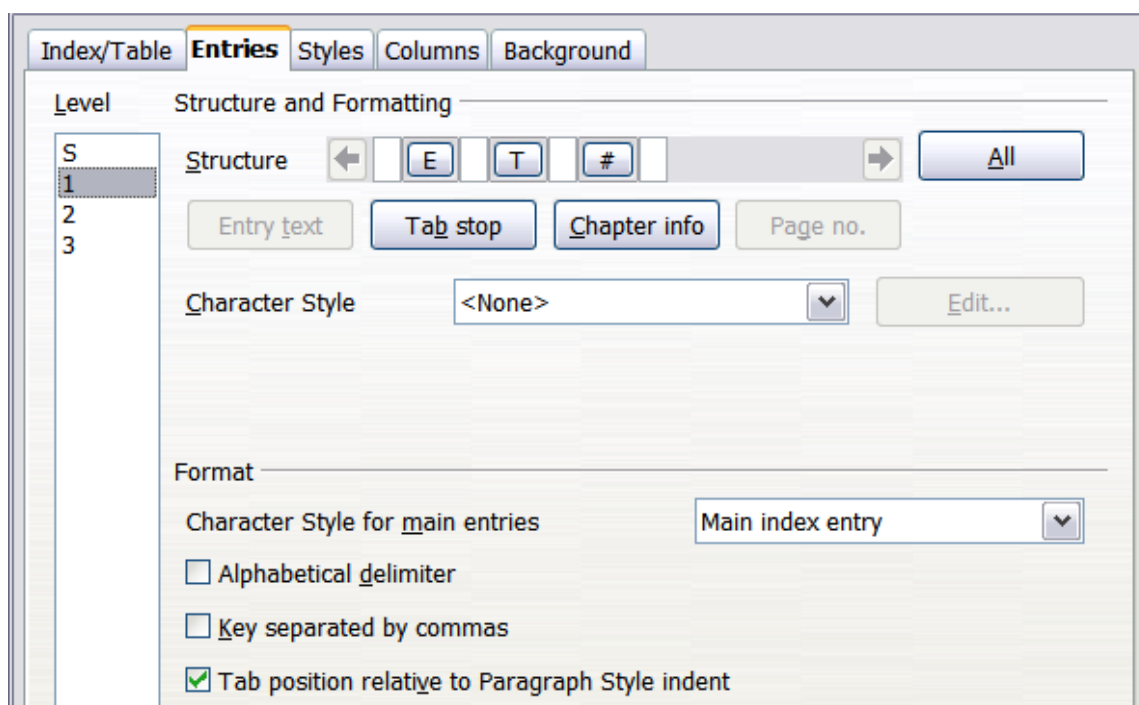 Index/Table Entries Styles Columns Background
Level Structure and Formatting
S
1
2
3
Structure E T # All
Entry text Tab stop Chapter info Page no.
Character Style <None> Edit...
Format
Character Style for main entries Main index entry
Alphabetical delimiter
Key separated by commas
Tab position relative to Paragraph Style indent